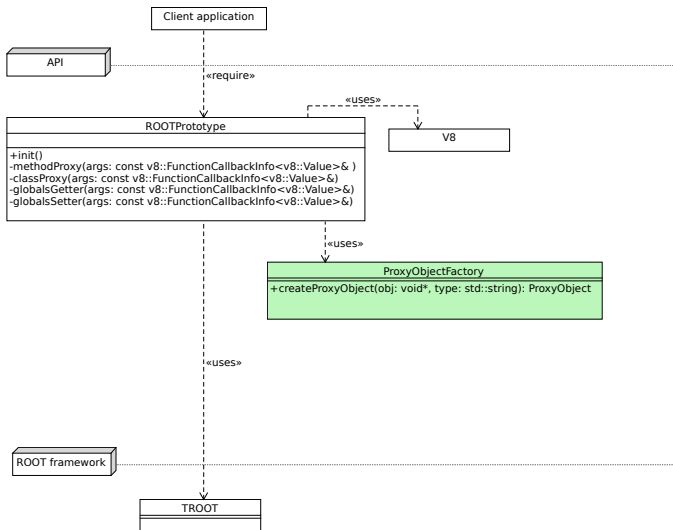 Client application
API
«require»
«uses»
ROOTPrototype
V8
+init()
-methodProxy(args: const v8::FunctionCallbackInfo<v8::Value>& )
-classProxy(args: const v8::FunctionCallbackInfo<v8::Value>&)
-globalsGetter(args: const v8::FunctionCallbackInfo<v8::Value>&)
-globalsSetter(args: const v8::FunctionCallbackInfo<v8::Value>&)
«uses»
ProxyObjectFactory
+createProxyObject(obj: void*, type: std::string): ProxyObject
«uses»
ROOT framework
TROOT